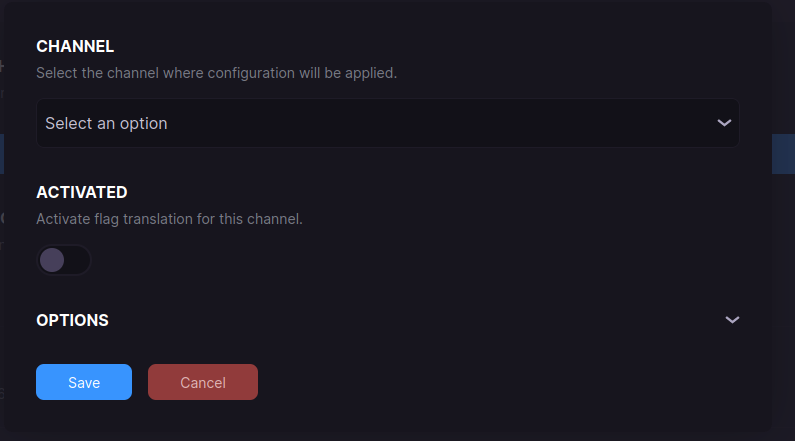 CHANNEL
Select the channel where configuration will be applied.
Select an option
ACTIVATED
Activate flag translation for this channel.
OPTIONS
Save
Cancel